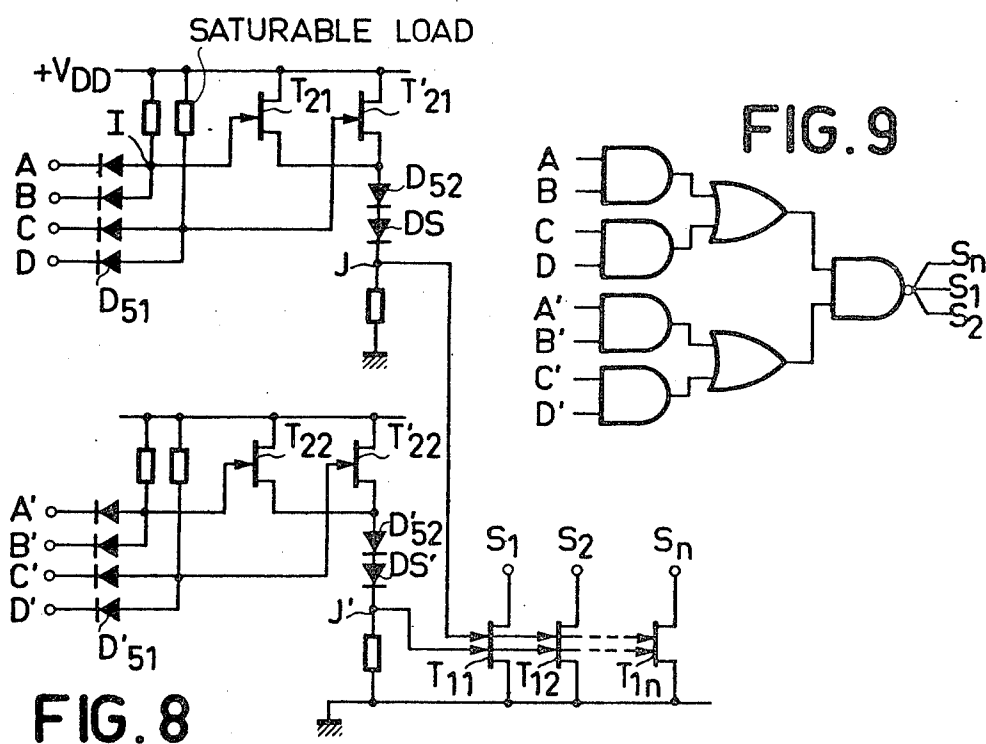 SATURABLE LOAD
+VDD
T21
T'21
I
A
B
C
D
D51
D52
DS
J
FIG. 9
A
B
C
D
A'
B'
C'
D'
Sn
S1
S2
T22
T'22
A'
B'
C'
D'
D'51
D'52
DS'
J'
S1
S2
Sn
T11
T12
T1n
FIG. 8